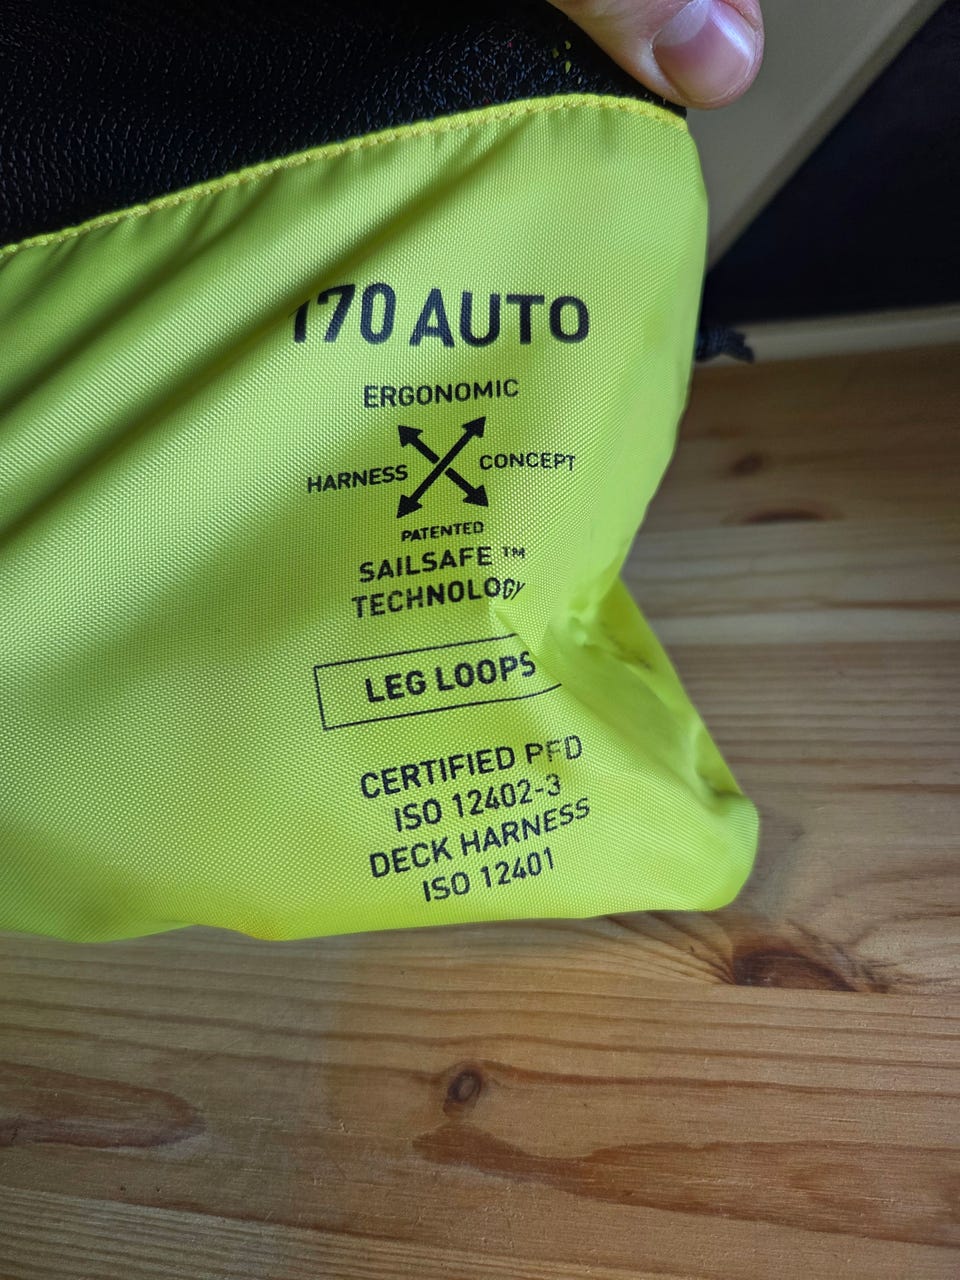 170 AUTO
ERGONOMIC
HARNESS CONCEPT
PATENTED
SAILSAFE ™
TECHNOLOGY
LEG LOOPS
CERTIFIED PFD
ISO 12402-3
DECK HARNESS
ISO 12401